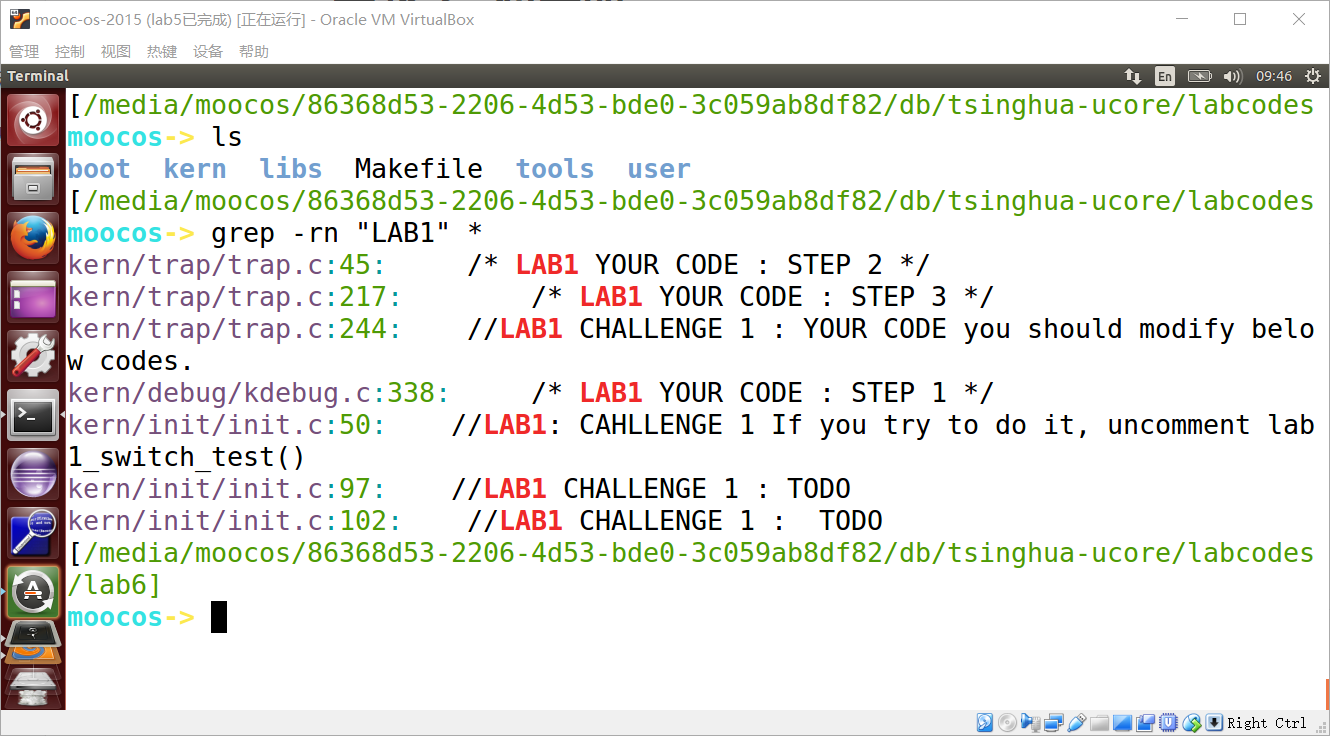 mooc-os-2015 (lab5已完成) [正在运行] - Oracle VM VirtualBox
管理 控制 视图 热键 设备 帮助
Terminal En 09:46
[/media/moocos/86368d53-2206-4d53-bde0-3c059ab8df82/db/tsinghua-ucore/labcodes
moocos-> ls
boot kern libs Makefile tools user
[/media/moocos/86368d53-2206-4d53-bde0-3c059ab8df82/db/tsinghua-ucore/labcodes
moocos-> grep -rn "LAB1" *
kern/trap/trap.c:45: /* LAB1 YOUR CODE : STEP 2 */
kern/trap/trap.c:217: /* LAB1 YOUR CODE : STEP 3 */
kern/trap/trap.c:244: //LAB1 CHALLENGE 1 : YOUR CODE you should modify belo
w codes.
kern/debug/kdebug.c:338: /* LAB1 YOUR CODE : STEP 1 */
kern/init/init.c:50: //LAB1: CAHLLENGE 1 If you try to do it, uncomment lab
1_switch_test()
kern/init/init.c:97: //LAB1 CHALLENGE 1 : TODO
kern/init/init.c:102: //LAB1 CHALLENGE 1 : TODO
[/media/moocos/86368d53-2206-4d53-bde0-3c059ab8df82/db/tsinghua-ucore/labcodes
/lab6]
moocos->
Right Ctrl